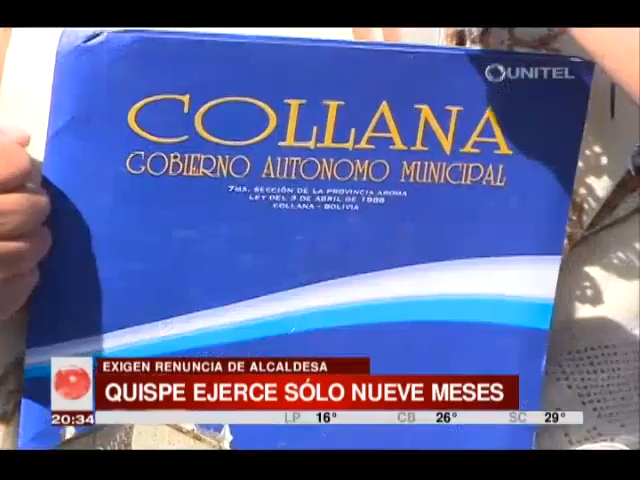 UNITEL
COLLANA
GOBIERNO AUTONOMO MUNICIPAL
7MA. SECCIÓN DE LA PROVINCIA AROMA
LEY DEL 3 DE ABRIL DE 1986
COLLANA - BOLIVIA
EXIGEN RENUNCIA DE ALCALDESA
QUISPE EJERCE SÓLO NUEVE MESES
20:34 LP 16° CB 26° SC 29°